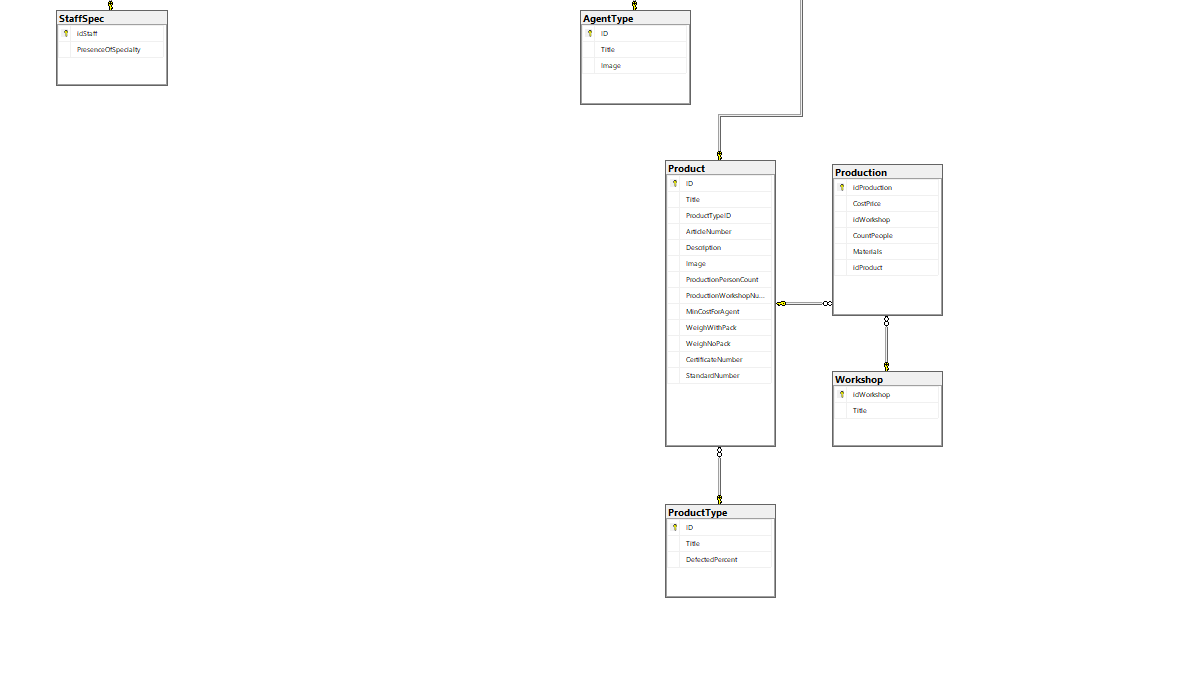 StaffSpec
idStaff
PresenceOfSpecialty
AgentType
ID
Title
Image
Product
ID
Title
ProductTypeID
ArticleNumber
Description
Image
ProductionPersonCount
ProductionWorkshopNu...
MinCostForAgent
WeighWithPack
WeighNoPack
CertificateNumber
StandardNumber
Production
idProduction
CostPrice
idWorkshop
CountPeople
Materials
idProduct
Workshop
idWorkshop
Title
ProductType
ID
Title
DefectedPercent